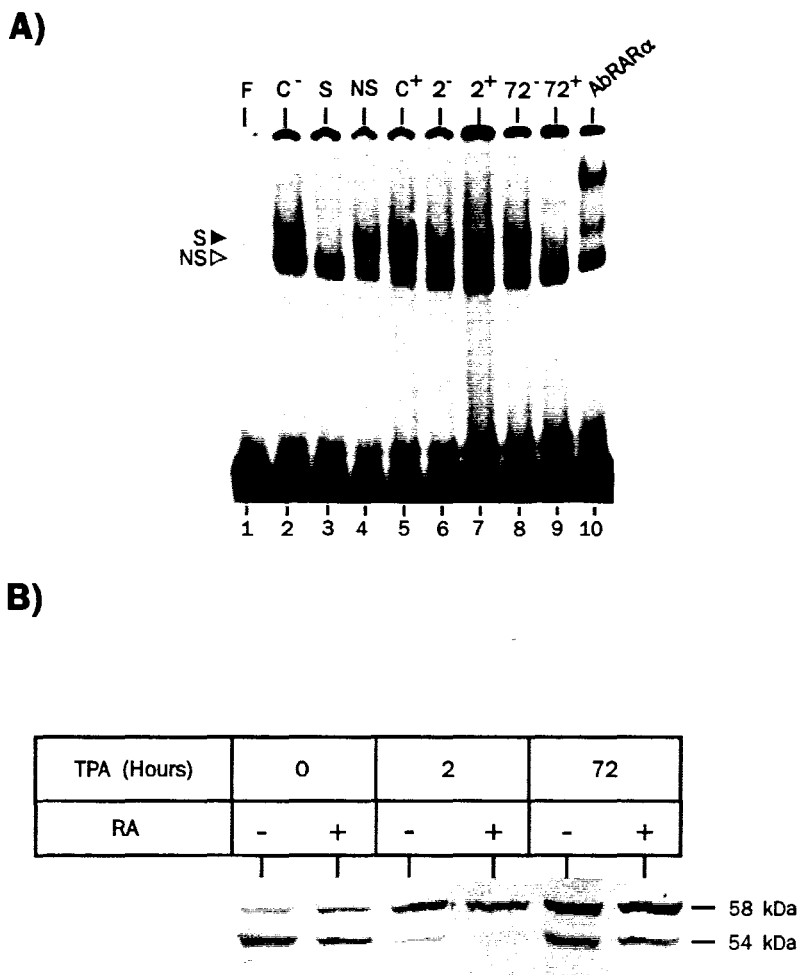 A)
F C- S NS C+ 2- 2+ 72- 72+ AbRARα
S
NS
1 2 3 4 5 6 7 8 9 10
B)
TPA (Hours) 0 2 72
RA - + - + - +
58 kDa
54 kDa